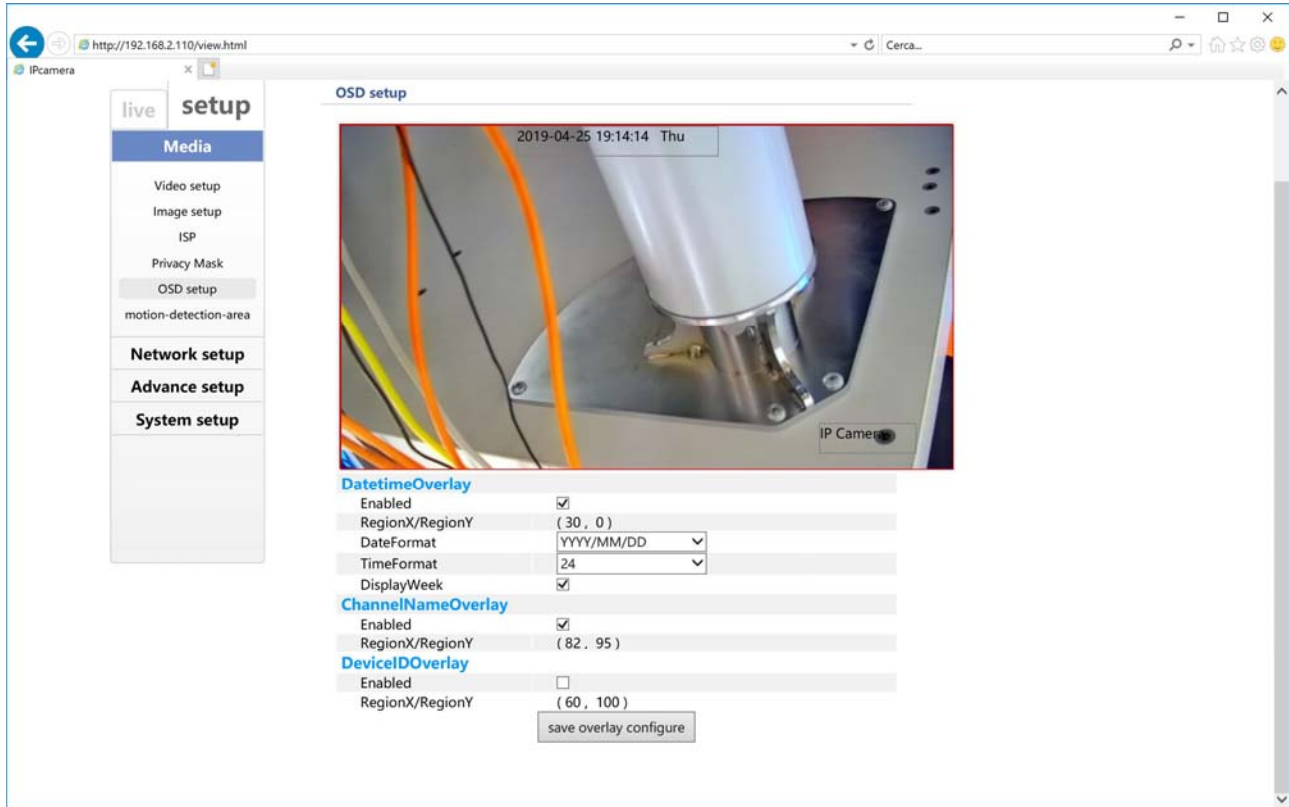 http://192.168.2.110/view.html
Cerca...
IPcamera
live setup
Media
Video setup
Image setup
ISP
Privacy Mask
OSD setup
motion-detection-area
Network setup
Advance setup
System setup
OSD setup
2019-04-25 19:14:14 Thu
IP Camera
DatetimeOverlay
Enabled
RegionX/RegionY ( 30 , 0 )
DateFormat YYYY/MM/DD
TimeFormat 24
DisplayWeek
ChannelNameOverlay
Enabled
RegionX/RegionY ( 82 , 95 )
DeviceIDOverlay
Enabled
RegionX/RegionY ( 60 , 100 )
save overlay configure